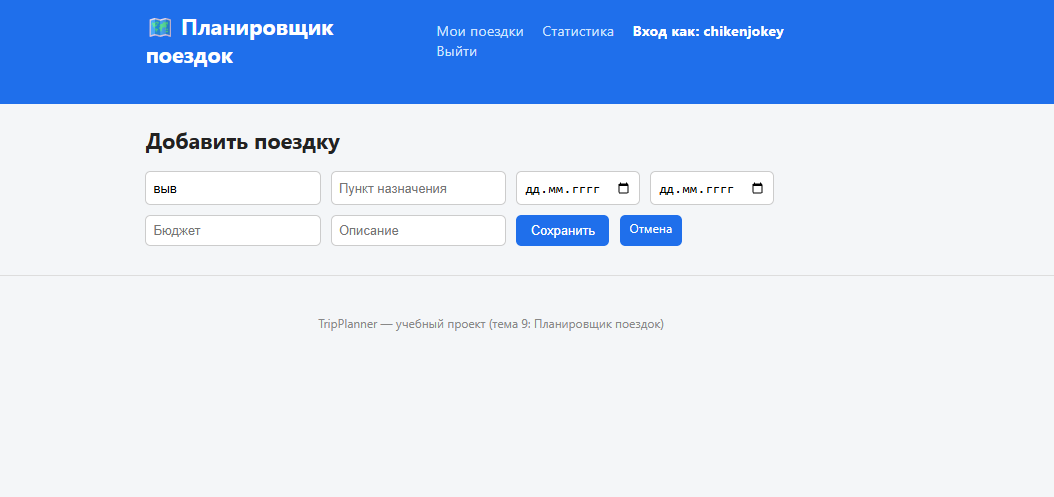 Планировщик
поездок
Мои поездки Статистика Вход как: chikenjokey
Выйти
Добавить поездку
выв Пункт назначения дд.мм.гггг дд.мм.гггг
Бюджет Описание Сохранить Отмена
TripPlanner — учебный проект (тема 9: Планировщик поездок)